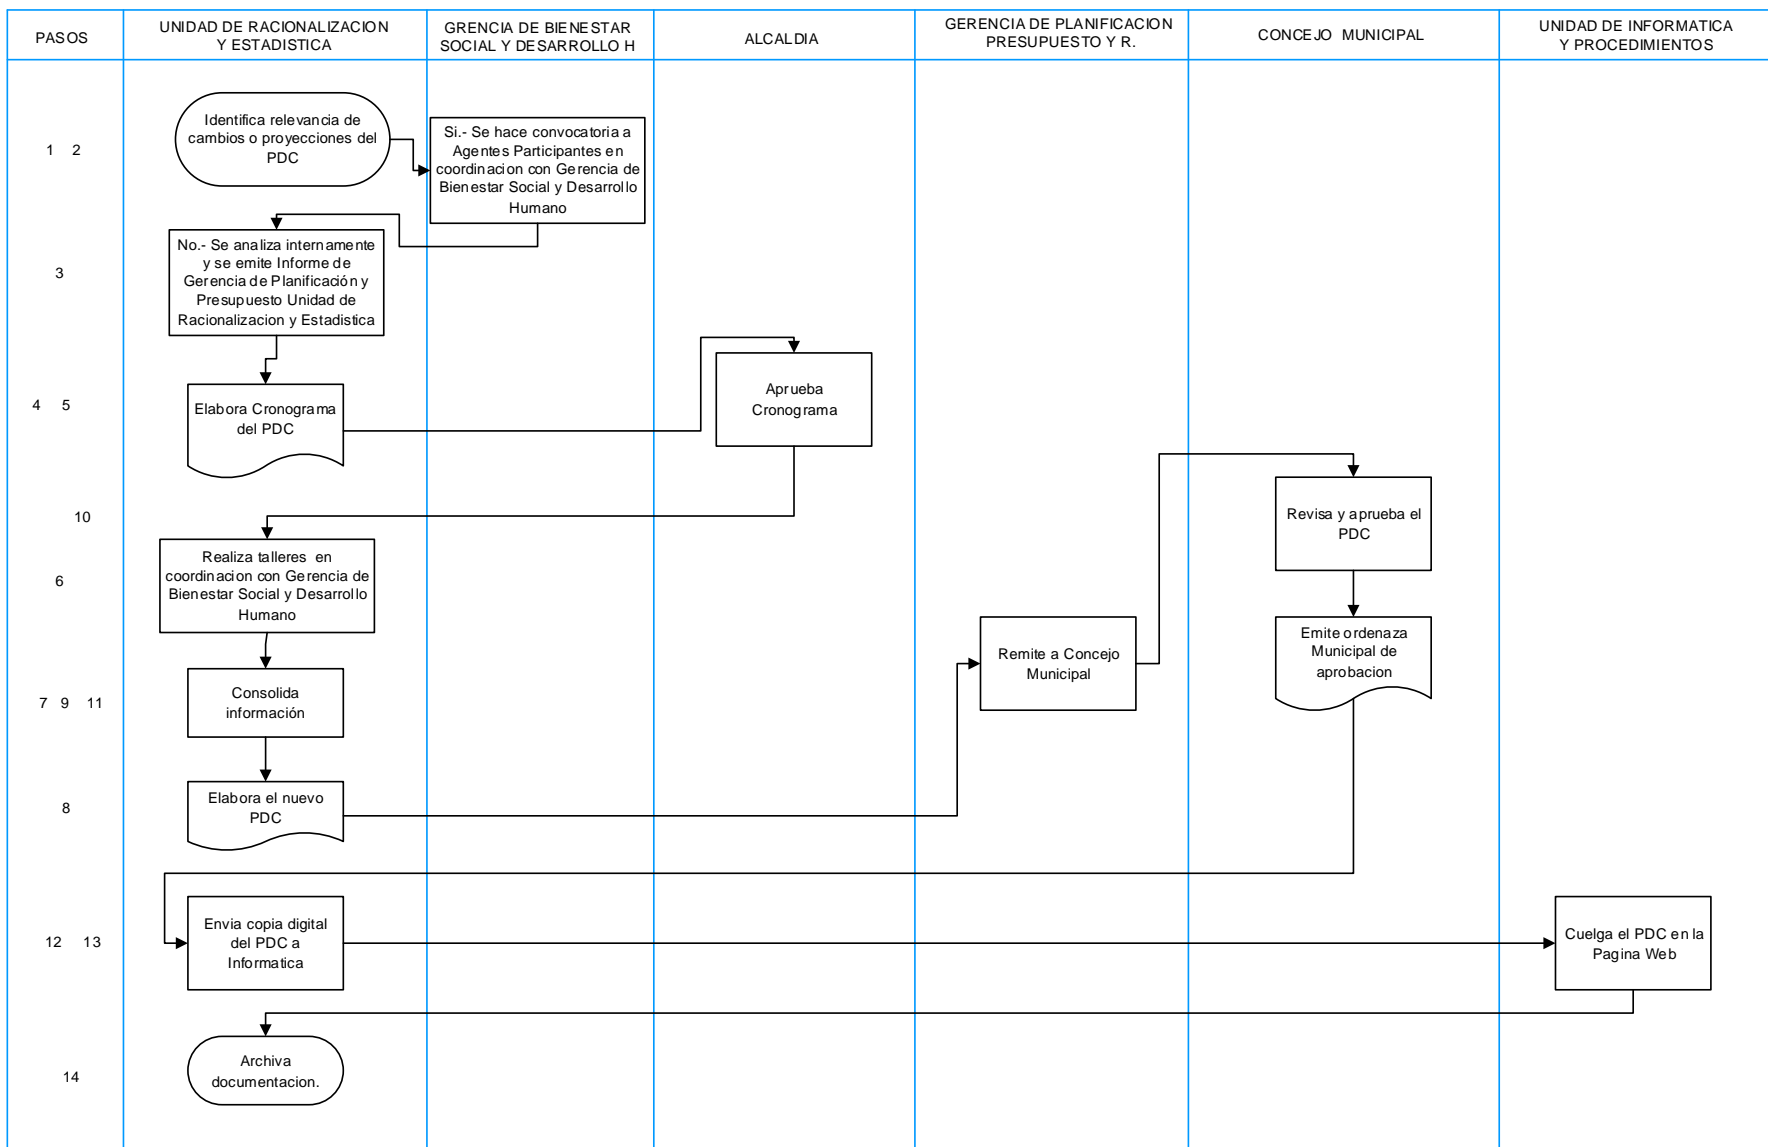 PASOS
UNIDAD DE RACIONALIZACION
Y ESTADISTICA
GRENCIA DE BIENESTAR
SOCIAL Y DESARROLLO H
ALCALDIA
GERENCIA DE PLANIFICACION
PRESUPUESTO Y R.
CONCEJO MUNICIPAL
UNIDAD DE INFORMATICA
Y PROCEDIMIENTOS
1 2
Identifica relevancia de
cambios o proyecciones del
PDC
Si.- Se hace convocatoria a
Agentes Participantes en
coordinacion con Gerencia de
Bienestar Social y Desarrollo
Humano
3
No.- Se analiza internamente
y se emite Informe de
Gerencia de Planificación y
Presupuesto Unidad de
Racionalizacion y Estadistica
4 5
Elabora Cronograma
del PDC
Aprueba
Cronograma
10
Revisa y aprueba el
PDC
6
Realiza talleres en
coordinacion con Gerencia de
Bienestar Social y Desarrollo
Humano
7 9 11
Consolida
información
Remite a Concejo
Municipal
Emite ordenaza
Municipal de
aprobacion
8
Elabora el nuevo
PDC
12 13
Envia copia digital
del PDC a
Informatica
Cuelga el PDC en la
Pagina Web
14
Archiva
documentacion.